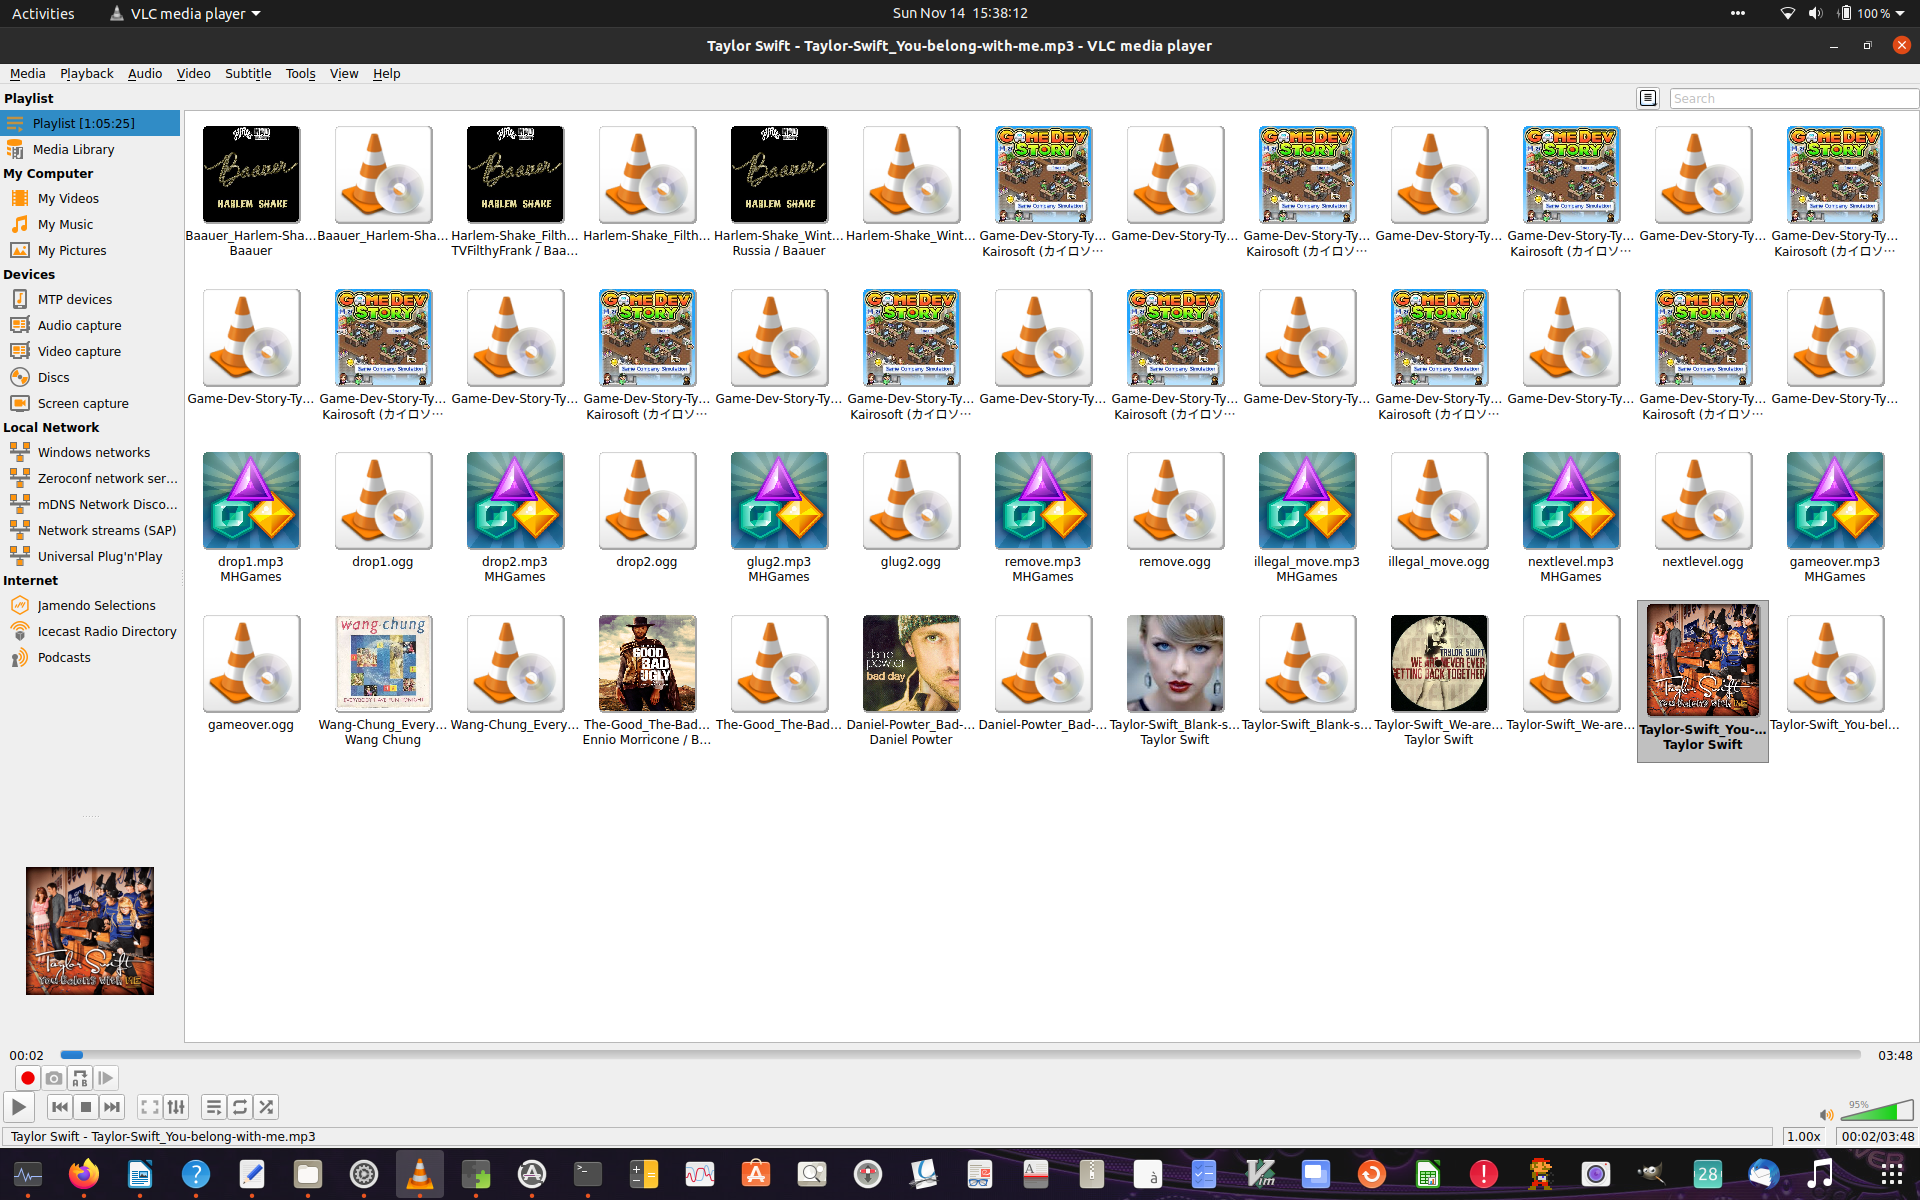 Activities
VLC media player
Sun Nov 14 15:38:12
100 %
Taylor Swift - Taylor-Swift_You-belong-with-me.mp3 - VLC media player
Media Playback Audio Video Subtitle Tools View Help
Playlist
Search
Playlist [1:05:25]
Media Library
My Computer
My Videos
My Music
My Pictures
Devices
MTP devices
Audio capture
Video capture
Discs
Screen capture
Local Network
Windows networks
Zeroconf network ser...
mDNS Network Disco...
Network streams (SAP)
Universal Plug'n'Play
Internet
Jamendo Selections
Icecast Radio Directory
Podcasts
Baauer_Harlem-Sha... Baauer_Harlem-Sha... Harlem-Shake_Filth... Harlem-Shake_Filth... Harlem-Shake_Wint... Harlem-Shake_Wint... Game-Dev-Story-Ty... Game-Dev-Story-Ty... Game-Dev-Story-Ty... Game-Dev-Story-Ty... Game-Dev-Story-Ty... Game-Dev-Story-Ty... Game-Dev-Story-Ty...
Baauer TVFilthyFrank / Baa... Russia / Baauer Kairosoft (カイロソ… Kairosoft (カイロソ… Kairosoft (カイロソ… Kairosoft (カイロソ…
Game-Dev-Story-Ty... Game-Dev-Story-Ty... Game-Dev-Story-Ty... Game-Dev-Story-Ty... Game-Dev-Story-Ty... Game-Dev-Story-Ty... Game-Dev-Story-Ty... Game-Dev-Story-Ty... Game-Dev-Story-Ty... Game-Dev-Story-Ty... Game-Dev-Story-Ty... Game-Dev-Story-Ty... Game-Dev-Story-Ty...
Kairosoft (カイロソ… Kairosoft (カイロソ… Kairosoft (カイロソ… Kairosoft (カイロソ… Kairosoft (カイロソ… Kairosoft (カイロソ…
drop1.mp3 drop1.ogg drop2.mp3 drop2.ogg glug2.mp3 glug2.ogg remove.mp3 remove.ogg illegal_move.mp3 illegal_move.ogg nextlevel.mp3 nextlevel.ogg gameover.mp3
MHGames MHGames MHGames MHGames MHGames MHGames MHGames
gameover.ogg Wang-Chung_Every... Wang-Chung_Every... The-Good_The-Bad... The-Good_The-Bad... Daniel-Powter_Bad-... Daniel-Powter_Bad-... Taylor-Swift_Blank-s... Taylor-Swift_Blank-s... Taylor-Swift_We-are... Taylor-Swift_We-are... Taylor-Swift_You-... Taylor-Swift_You-bel...
Wang Chung Ennio Morricone / B... Daniel Powter Taylor Swift Taylor Swift Taylor Swift
Taylor Swift
You Belong With Me
00:02
03:48
95%
Taylor Swift - Taylor-Swift_You-belong-with-me.mp3
1.00x
00:02/03:48
28